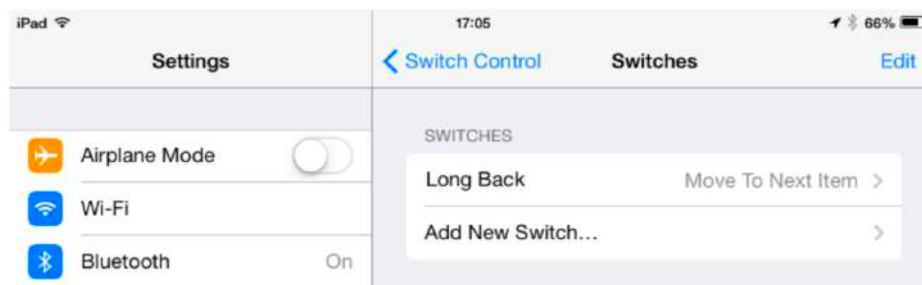 iPad 17:05 66%
Settings
Switch Control Switches Edit
SWITCHES
Airplane Mode
Long Back Move To Next Item
Wi-Fi
Add New Switch...
Bluetooth On